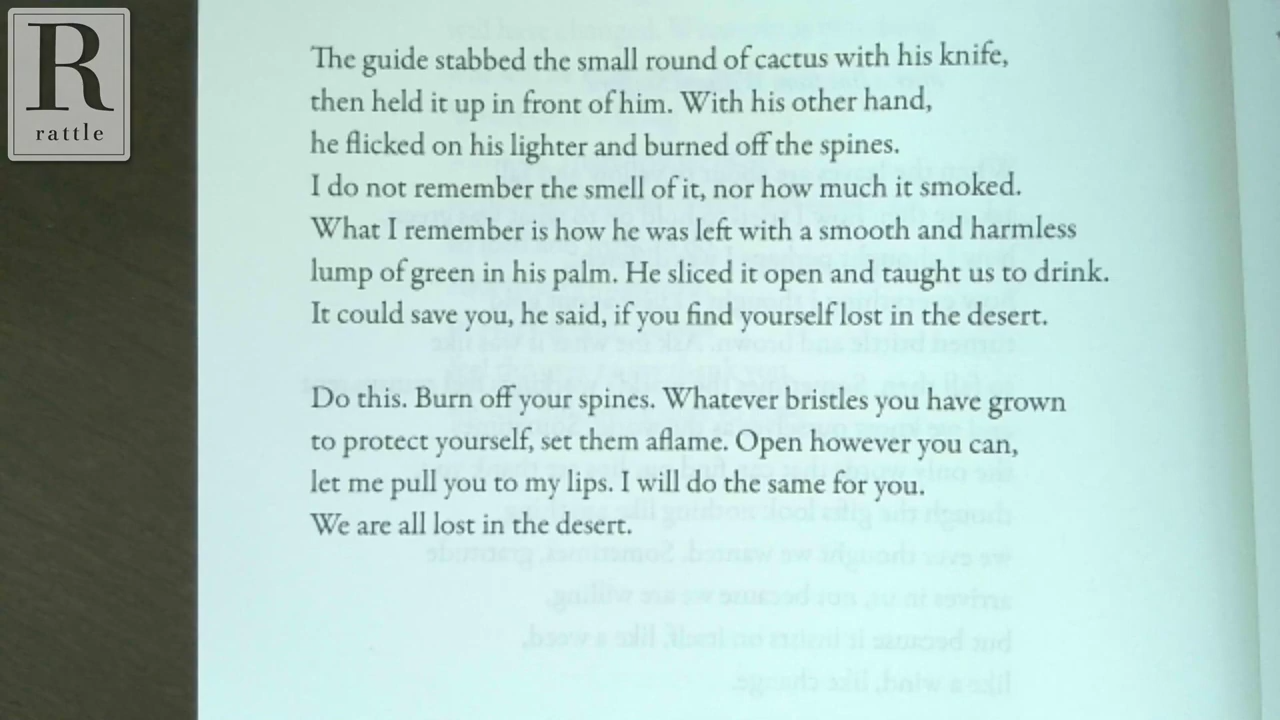 R
rattle
The guide stabbed the small round of cactus with his knife,
then held it up in front of him. With his other hand,
he flicked on his lighter and burned off the spines.
I do not remember the smell of it, nor how much it smoked.
What I remember is how he was left with a smooth and harmless
lump of green in his palm. He sliced it open and taught us to drink.
It could save you, he said, if you find yourself lost in the desert.
Do this. Burn off your spines. Whatever bristles you have grown
to protect yourself, set them aflame. Open however you can,
let me pull you to my lips. I will do the same for you.
We are all lost in the desert.